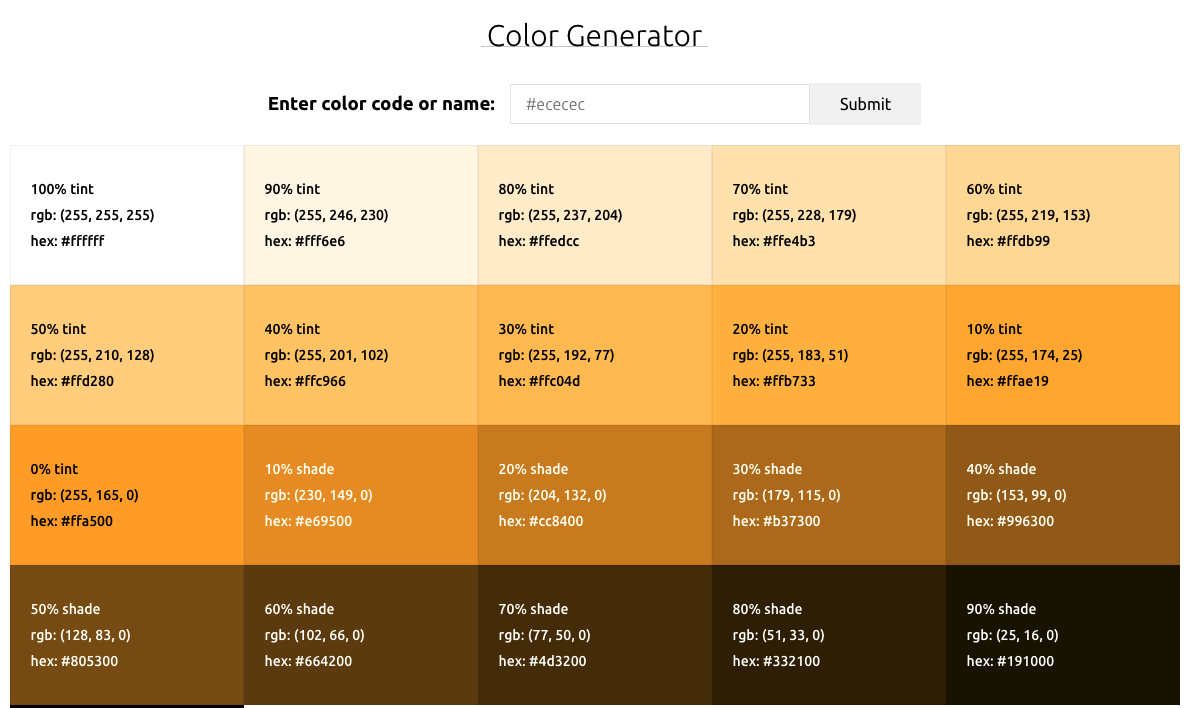 Color Generator
Enter color code or name:
#ececec
Submit
100% tint
rgb: (255, 255, 255)
hex: #ffffff
90% tint
rgb: (255, 246, 230)
hex: #fff6e6
80% tint
rgb: (255, 237, 204)
hex: #ffedcc
70% tint
rgb: (255, 228, 179)
hex: #ffe4b3
60% tint
rgb: (255, 219, 153)
hex: #ffdb99
50% tint
rgb: (255, 210, 128)
hex: #ffd280
40% tint
rgb: (255, 201, 102)
hex: #ffc966
30% tint
rgb: (255, 192, 77)
hex: #ffc04d
20% tint
rgb: (255, 183, 51)
hex: #ffb733
10% tint
rgb: (255, 174, 25)
hex: #ffae19
0% tint
rgb: (255, 165, 0)
hex: #ffa500
10% shade
rgb: (230, 149, 0)
hex: #e69500
20% shade
rgb: (204, 132, 0)
hex: #cc8400
30% shade
rgb: (179, 115, 0)
hex: #b37300
40% shade
rgb: (153, 99, 0)
hex: #996300
50% shade
rgb: (128, 83, 0)
hex: #805300
60% shade
rgb: (102, 66, 0)
hex: #664200
70% shade
rgb: (77, 50, 0)
hex: #4d3200
80% shade
rgb: (51, 33, 0)
hex: #332100
90% shade
rgb: (25, 16, 0)
hex: #191000